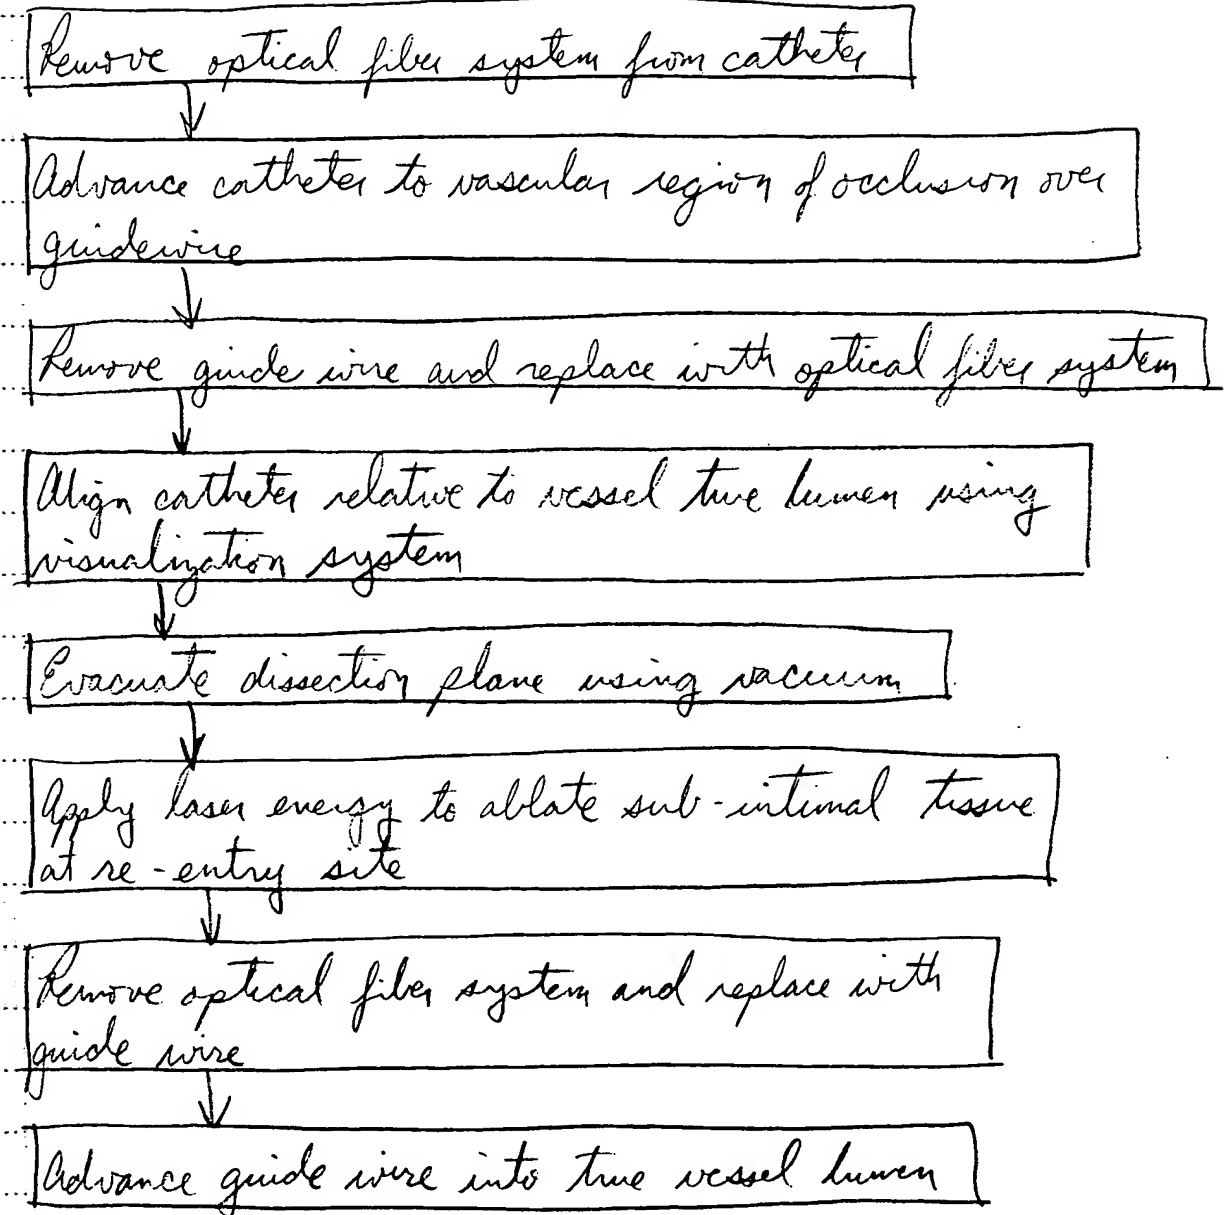 Remove optical fiber system from catheter
Advance catheter to vascular region of occlusion over
guidewire
Remove guide wire and replace with optical fiber system
Align catheter relative to vessel true lumen using
visualization system
Evacuate dissection plane using vacuum
Apply laser energy to ablate sub-intimal tissue
at re-entry site
Remove optical fiber system and replace with
guide wire
Advance guide wire into true vessel lumen